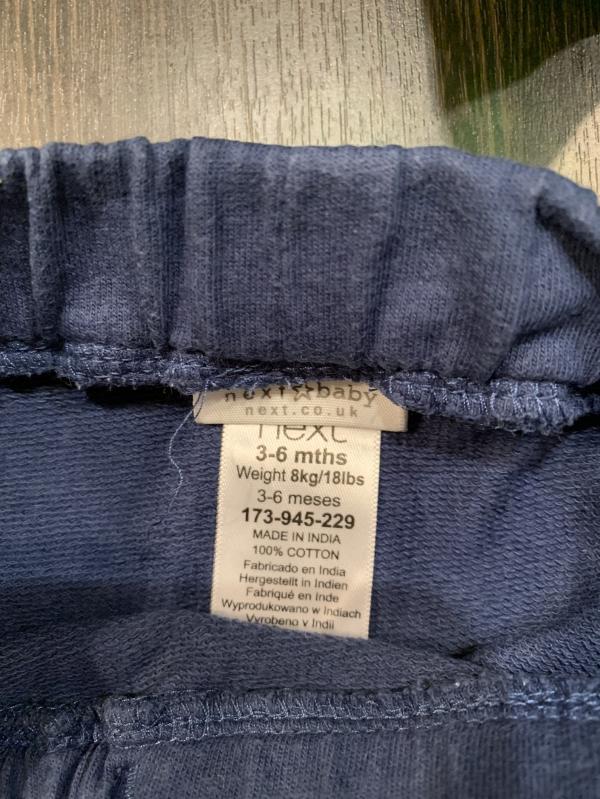 next☆baby
next.co.uk
next
3-6 mths
Weight 8kg/18lbs
3-6 meses
173-945-229
MADE IN INDIA
100% COTTON
Fabricado en India
Hergestellt in Indien
Fabriqué en Inde
Wyprodukowano w Indiach
Vyrobeno v Indii